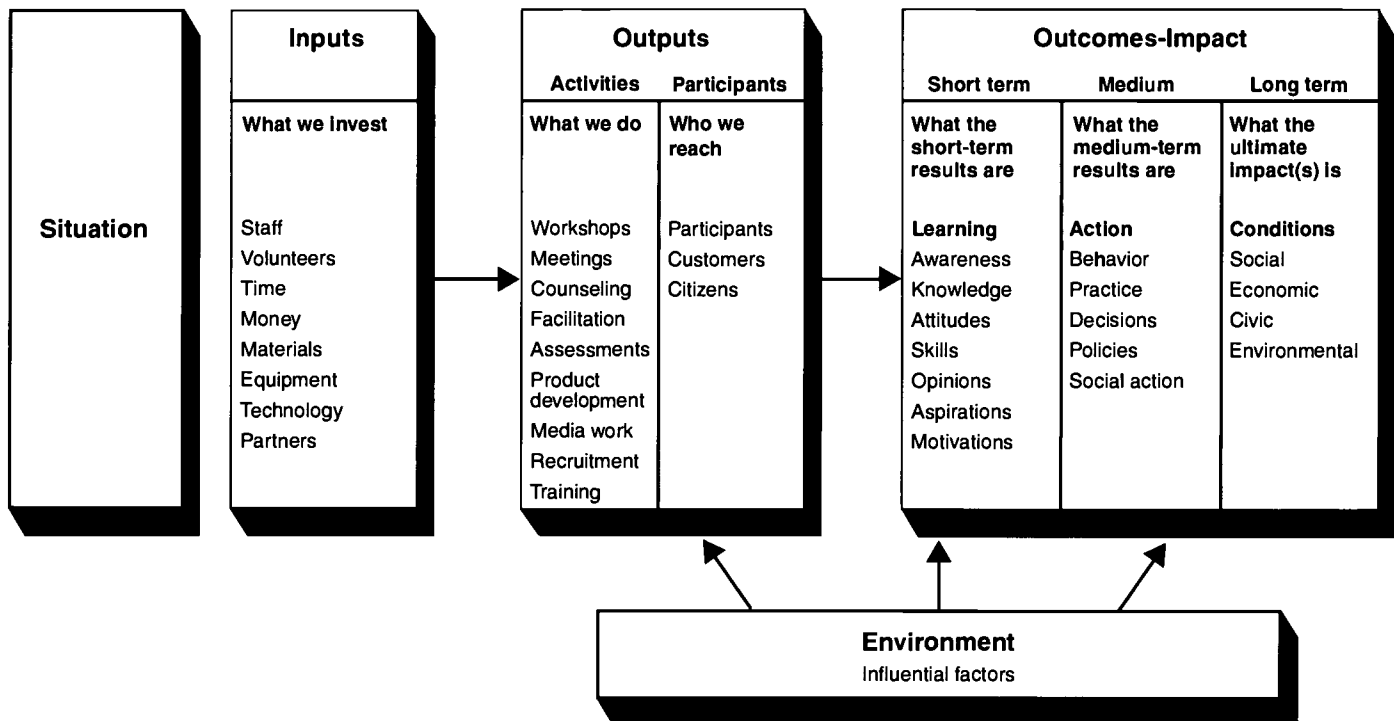 Situation
Inputs
What we invest
Staff
Volunteers
Time
Money
Materials
Equipment
Technology
Partners
Outputs
Activities
Participants
What we do
Workshops
Meetings
Counseling
Facilitation
Assessments
Product
development
Media work
Recruitment
Training
Who we
reach
Participants
Customers
Citizens
Outcomes-Impact
Short term
Medium
Long term
What the
short-term
results are
Learning
Awareness
Knowledge
Attitudes
Skills
Opinions
Aspirations
Motivations
What the
medium-term
results are
Action
Behavior
Practice
Decisions
Policies
Social action
What the
ultimate
impact(s) is
Conditions
Social
Economic
Civic
Environmental
Environment
Influential factors